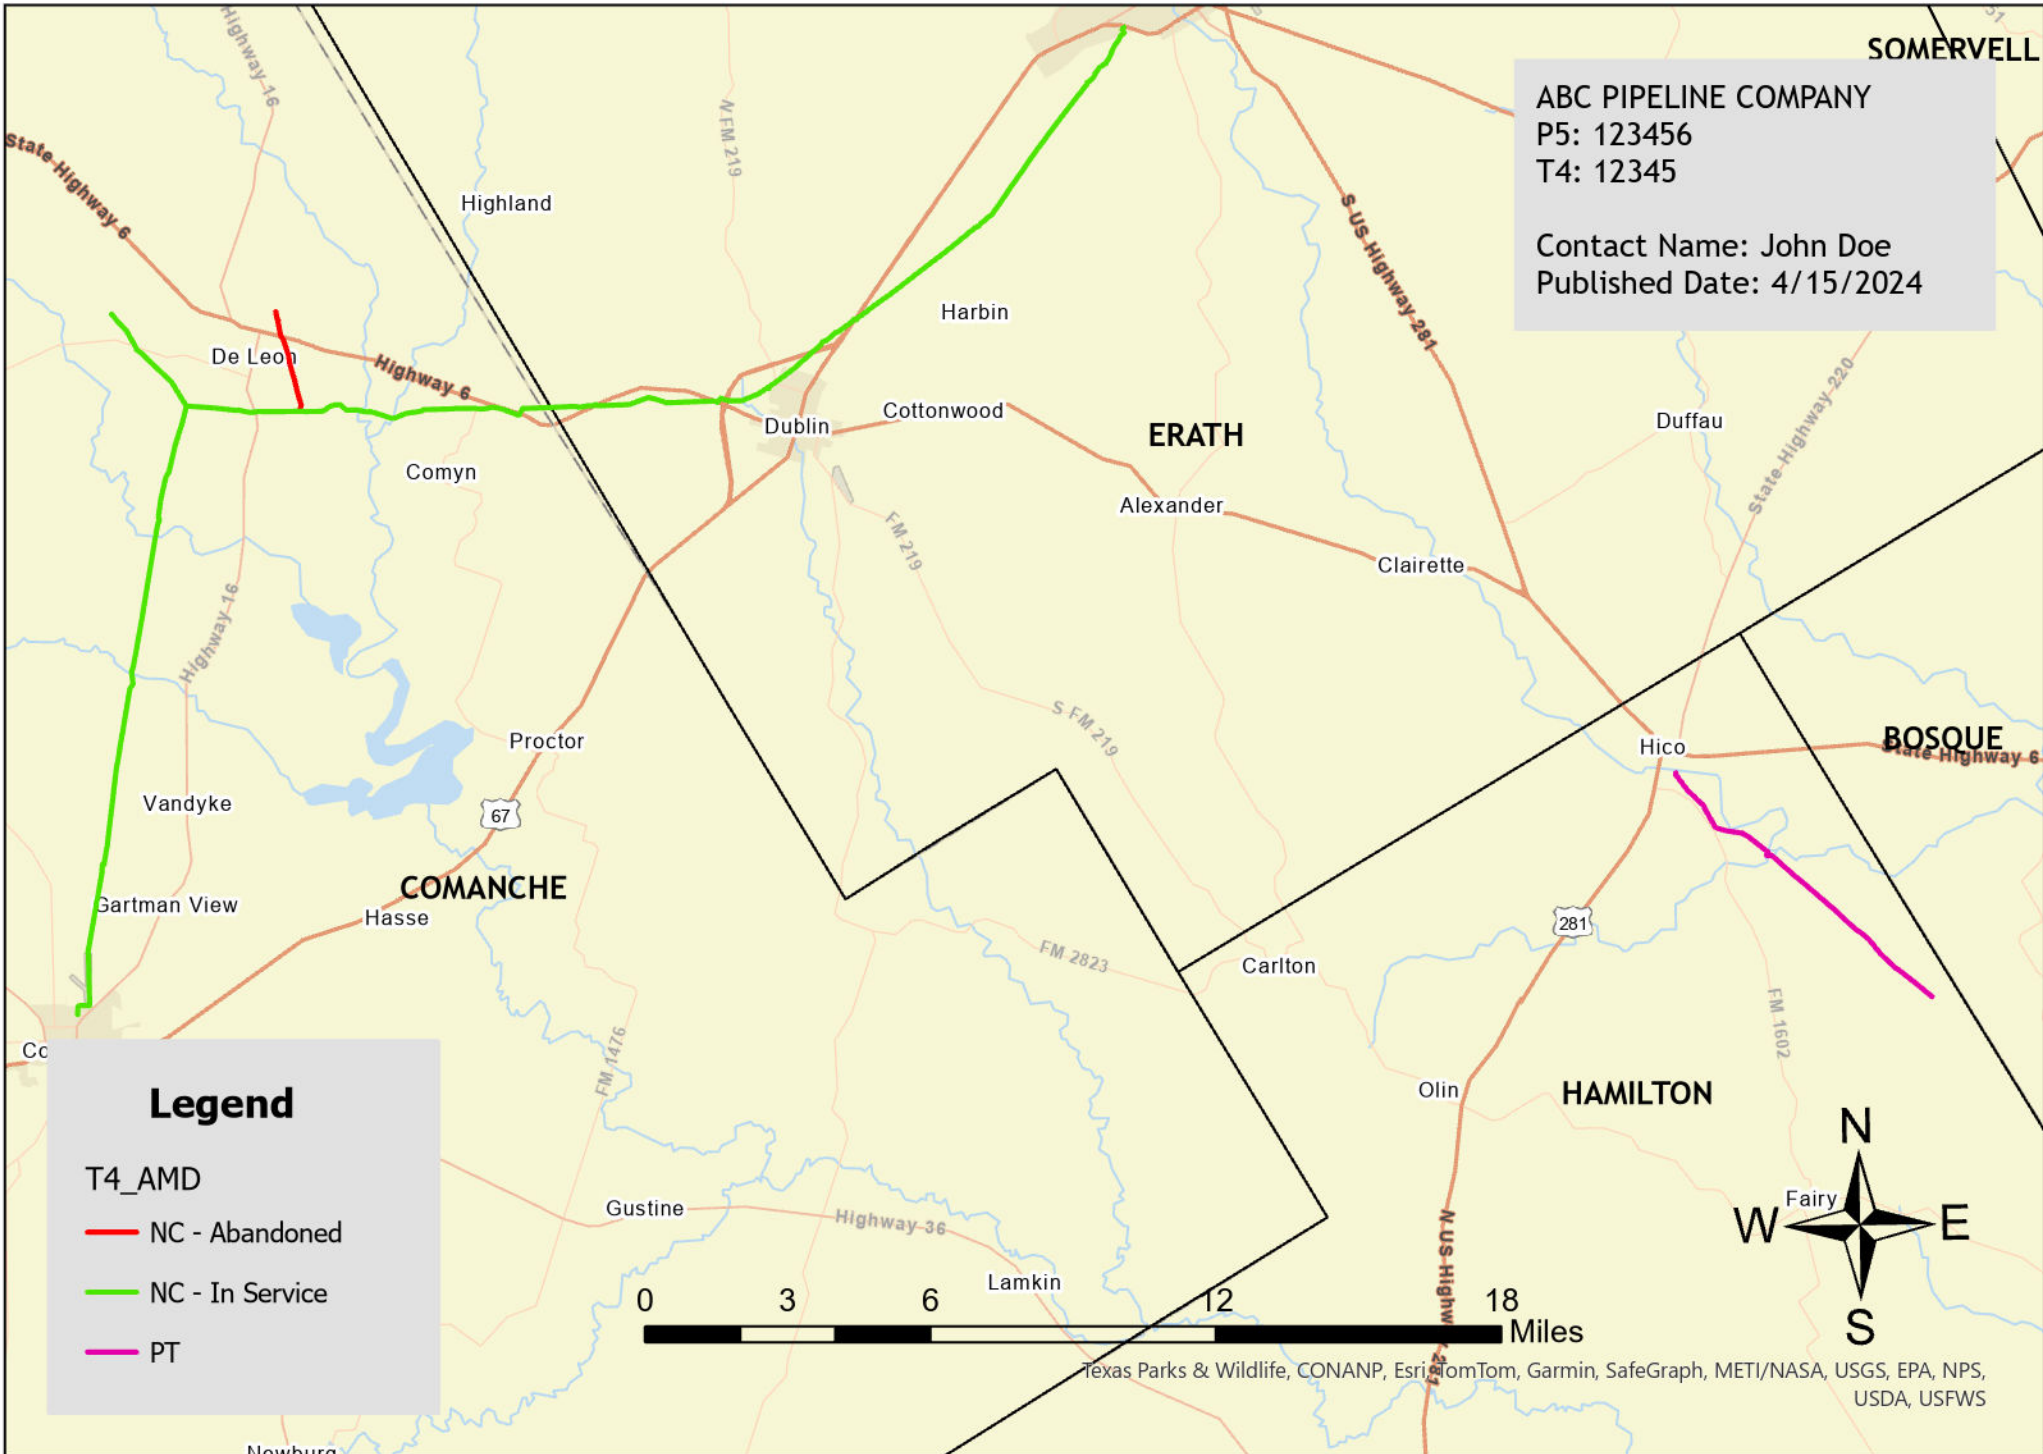 Highway 16
51
SOMERVELL
ABC PIPELINE COMPANY
P5: 123456
T4: 12345
Contact Name: John Doe
Published Date: 4/15/2024
State Highway 6
N FM 219
Highland
S US Highway 281
Harbin
De Leon
Highway 6
Dublin
Cottonwood
ERATH
Duffau
State Highway 220
Comyn
Alexander
FM 219
Clairette
Highway 16
S FM 219
Proctor
Hico
BOSQUE
State Highway 6
Vandyke
67
COMANCHE
Gartman View
Hasse
281
FM 2823
Carlton
FM 1602
Co
FM 1476
Olin
HAMILTON
Legend
T4_AMD
NC - Abandoned
NC - In Service
PT
N
W
E
S
Fairy
Gustine
Highway 36
N US Highway 281
Lamkin
0 3 6 12 18
Miles
Texas Parks & Wildlife, CONANP, Esri, TomTom, Garmin, SafeGraph, METI/NASA, USGS, EPA, NPS,
USDA, USFWS
Newburg